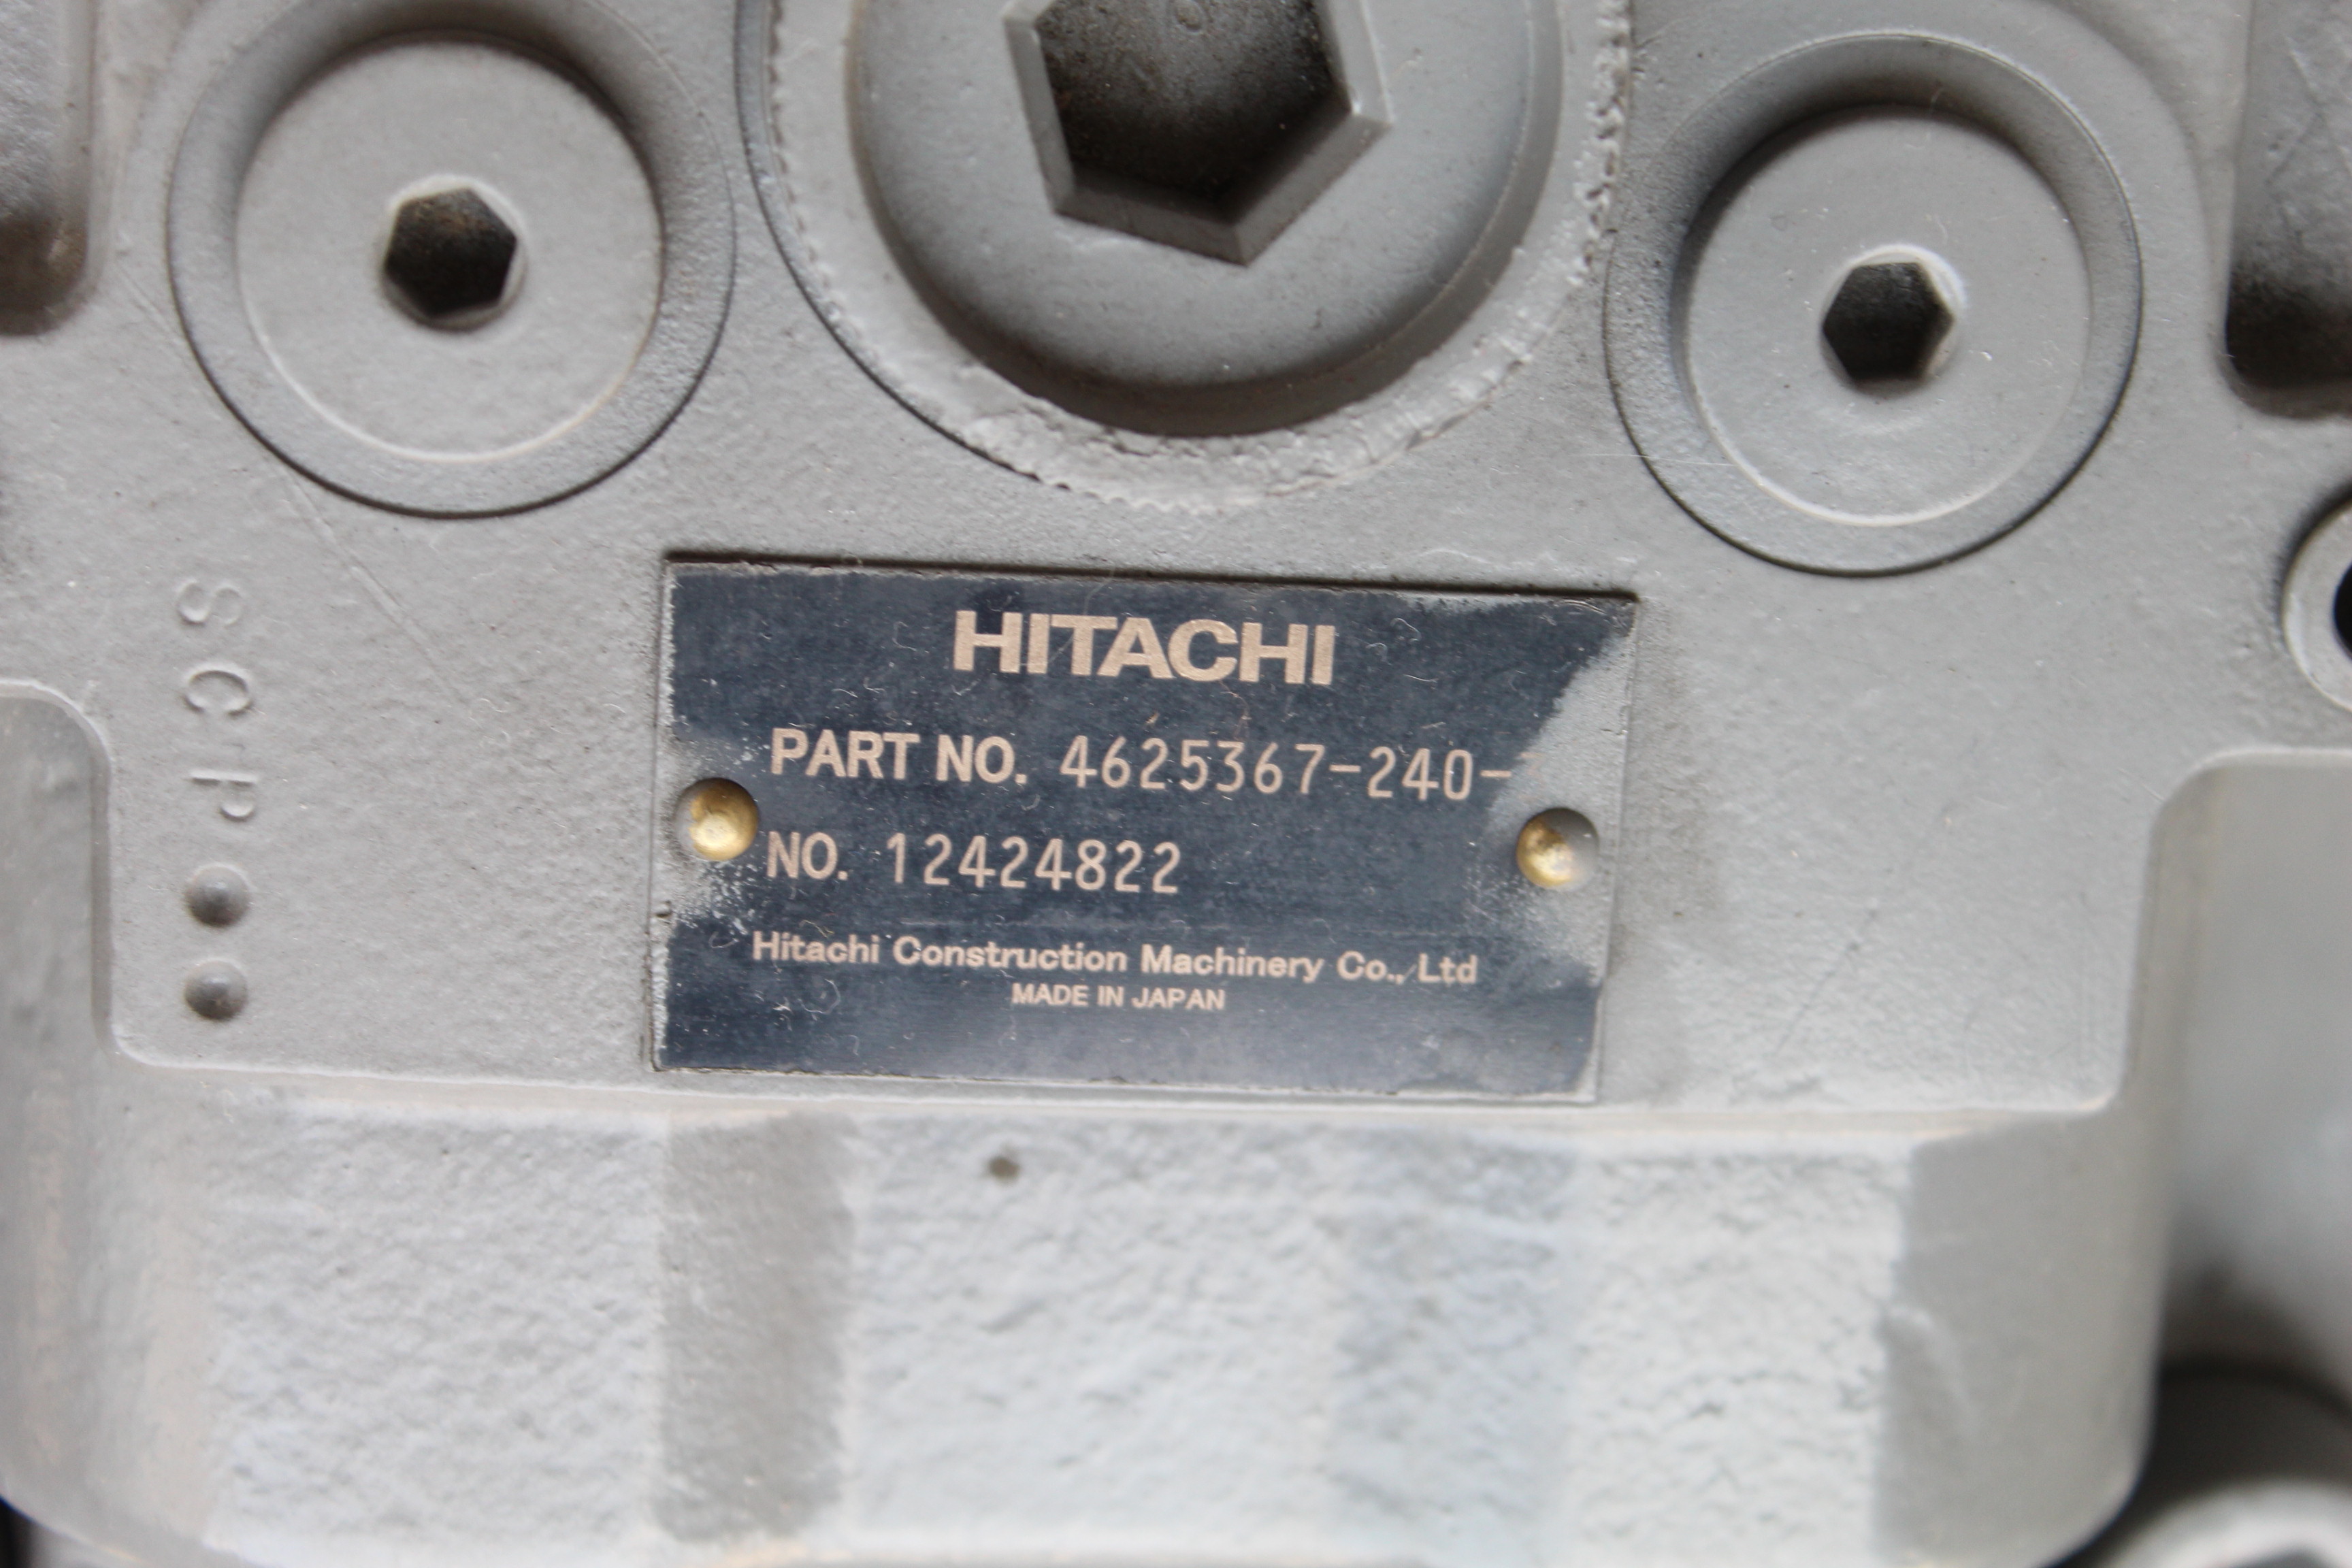 HITACHI
PART NO. 4625367-240-
NO. 12424822
Hitachi Construction Machinery Co., Ltd
MADE IN JAPAN
SCP